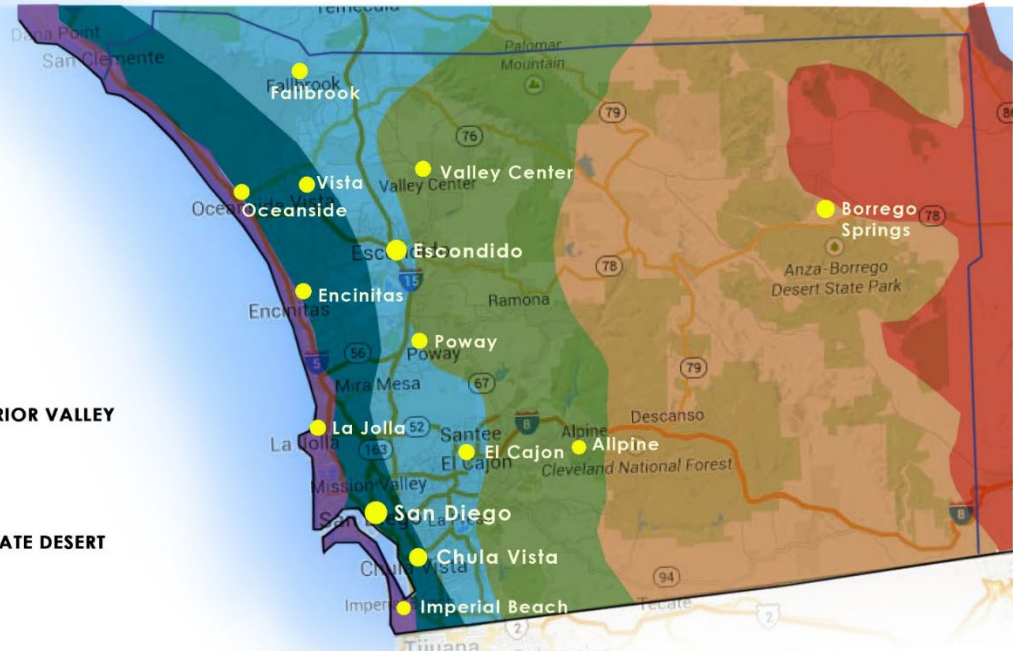 Temecula
Dana Point
San Clemente
Palomar
Mountain
Fallbrook
Fallbrook
79
86
76
Valley Center
Valley Center
Vista
Vista
Oceanside
Oceanside
Borrego
Springs
78
Escondido
Escondido
78
15
Anza-Borrego
Desert State Park
Encinitas
Encinitas
Ramona
Poway
Poway
56
5
79
Mira Mesa
67
RIOR VALLEY
Descanso
8
La Jolla
La Jolla
52
Santee
Alpine
Allpine
163
El Cajon
El Cajon
Cleveland National Forest
Mission Valley
San Diego
San Diego
8
ATE DESERT
Chula Vista
Chula Vista
94
Imperial Beach
Tecate
2
2
Tijuana